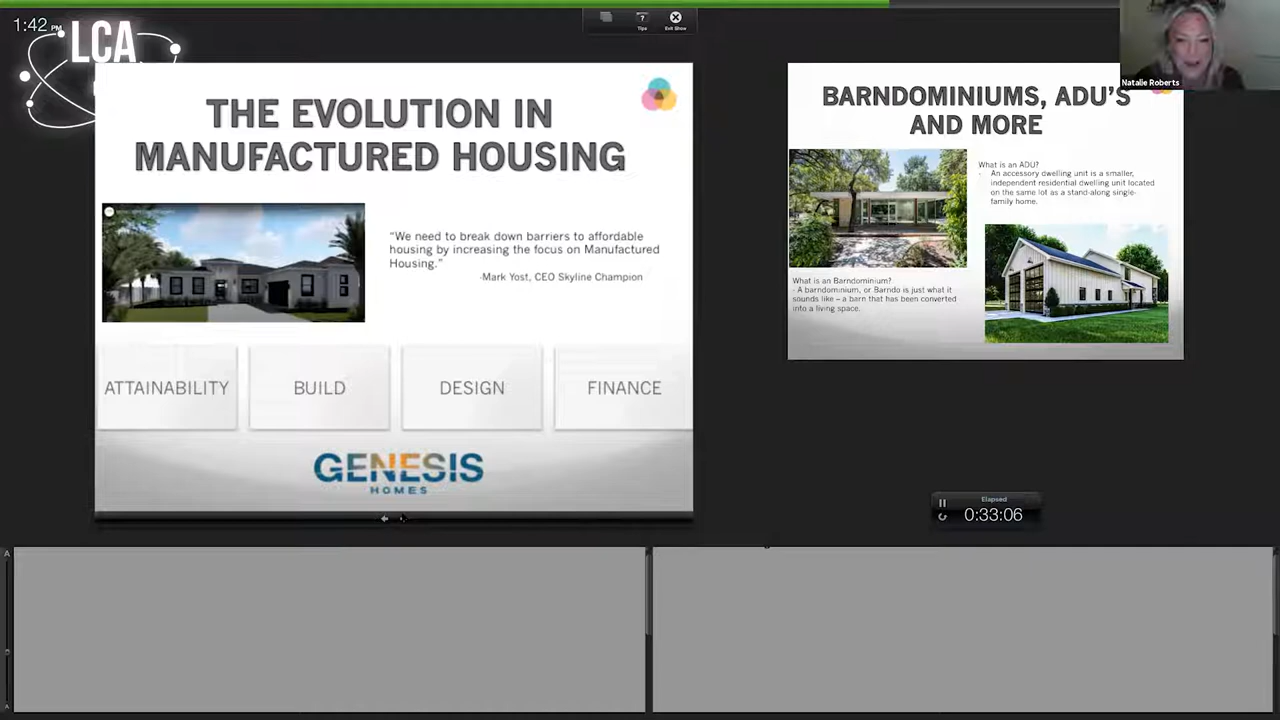 1:42 PM
LCA
Tips
Exit Show
Natalie Roberts
THE EVOLUTION IN
MANUFACTURED HOUSING
“We need to break down barriers to affordable
housing by increasing the focus on Manufactured
Housing.”
-Mark Yost, CEO Skyline Champion
ATTAINABILITY
BUILD
DESIGN
FINANCE
GENESIS
HOMES
BARNDOMINIUMS, ADU'S
AND MORE
What is an ADU?
- An accessory dwelling unit is a smaller,
independent residential dwelling unit located
on the same lot as a stand-along single-
family home.
What is an Barndominium?
- A barndominium, or Barndo is just what it
sounds like – a barn that has been converted
into a living space.
Elapsed
0:33:06
A